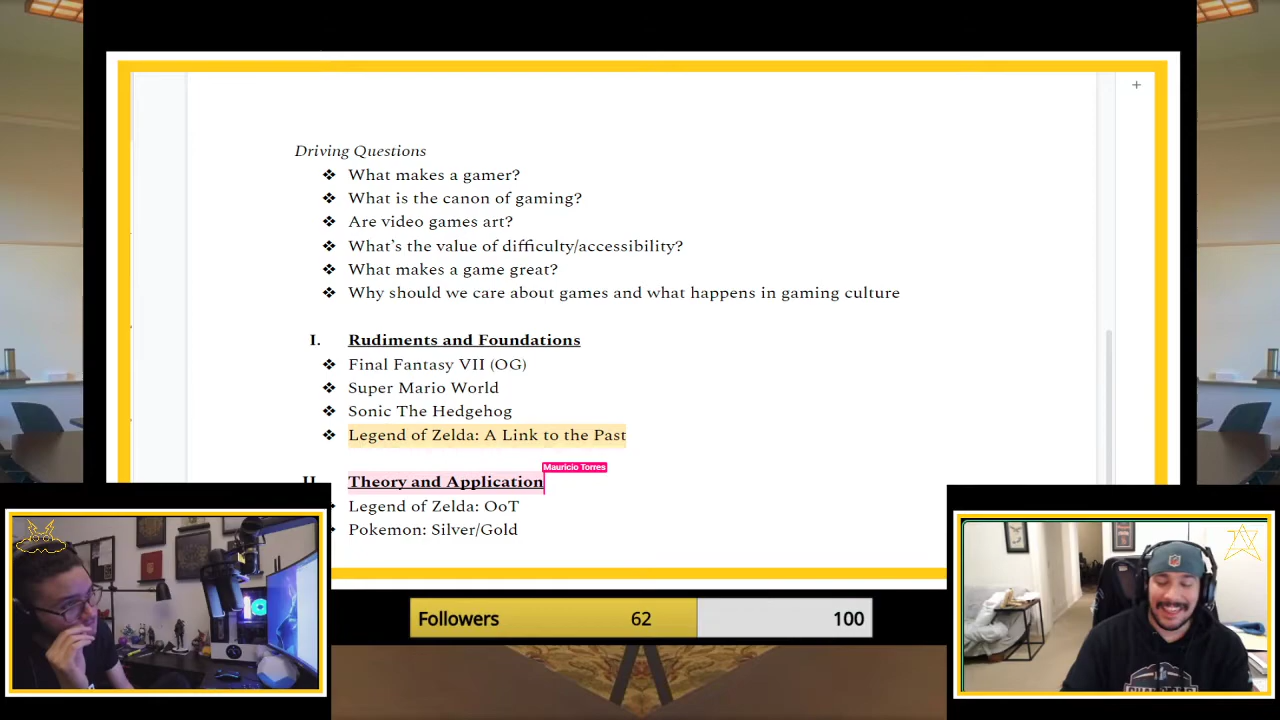 Driving Questions
❖ What makes a gamer?
❖ What is the canon of gaming?
❖ Are video games art?
❖ What's the value of difficulty/accessibility?
❖ What makes a game great?
❖ Why should we care about games and what happens in gaming culture
I. Rudiments and Foundations
❖ Final Fantasy VII (OG)
❖ Super Mario World
❖ Sonic The Hedgehog
❖ Legend of Zelda: A Link to the Past
Mauricio Torres
II. Theory and Application
Legend of Zelda: OoT
Pokemon: Silver/Gold
Followers 62 100